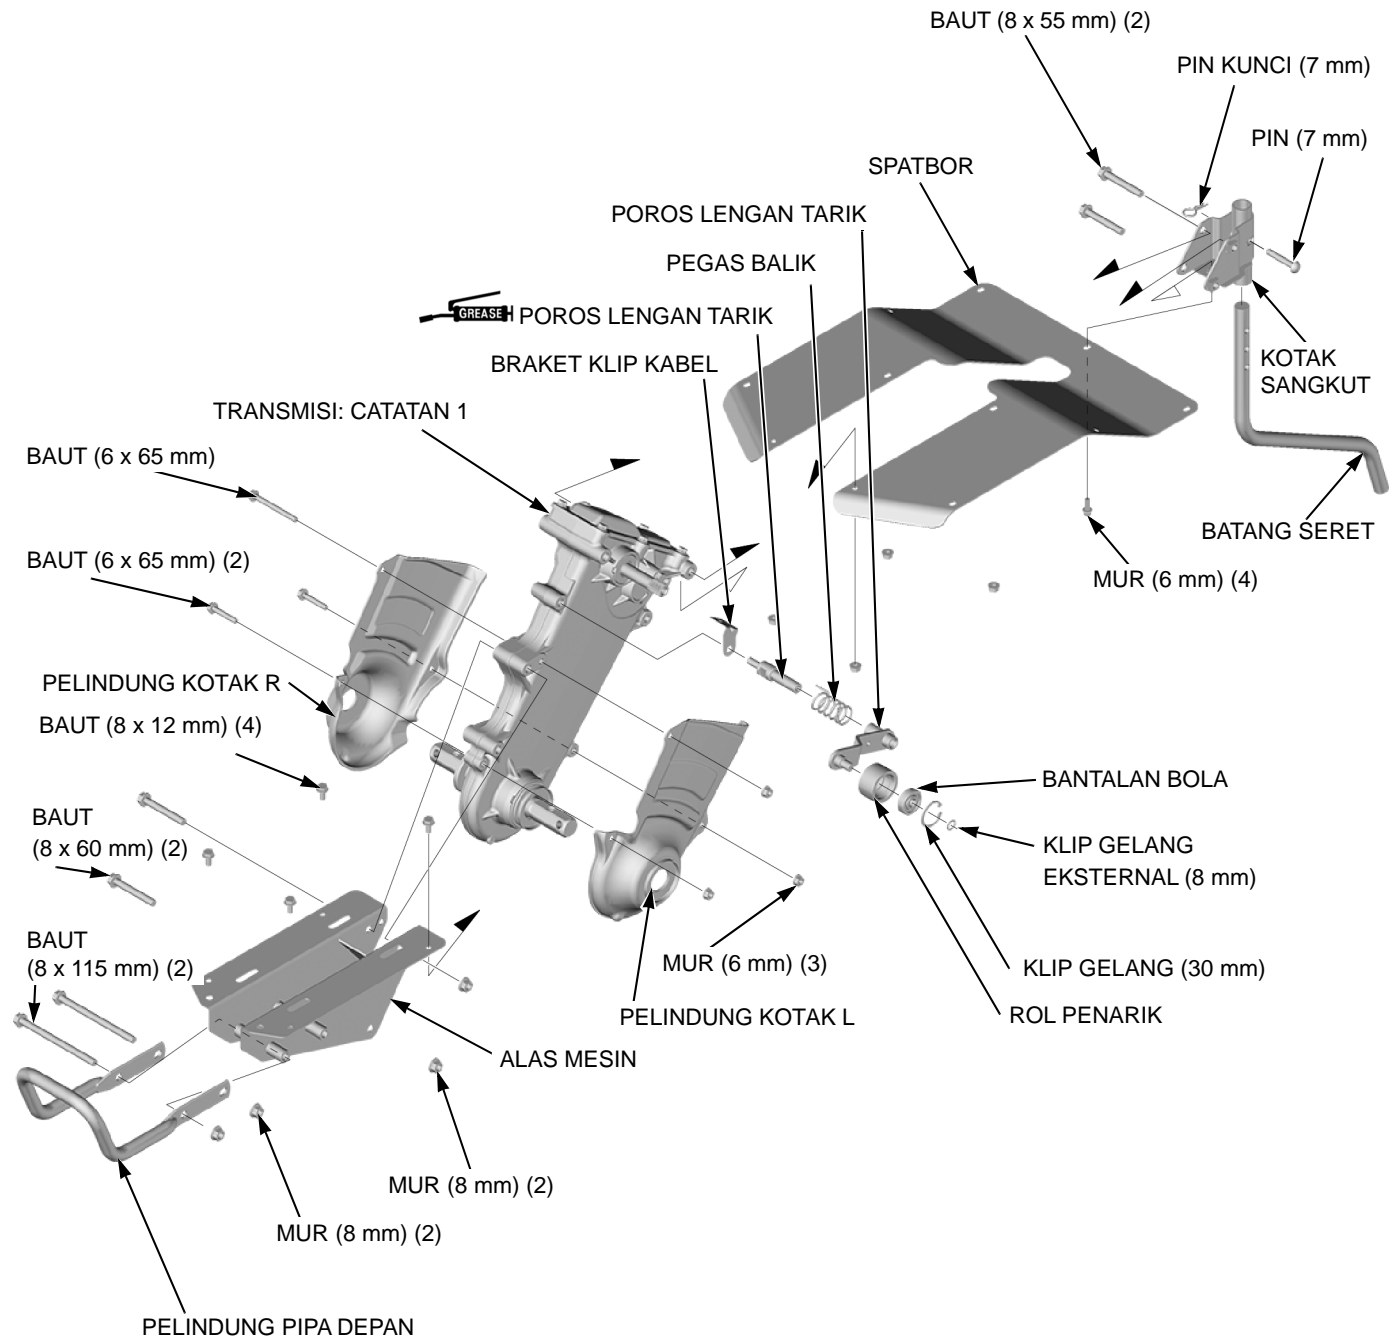 BAUT (8 x 55 mm) (2)
PIN KUNCI (7 mm)
PIN (7 mm)
SPATBOR
POROS LENGAN TARIK
PEGAS BALIK
GREASE
POROS LENGAN TARIK
BRAKET KLIP KABEL
KOTAK
SANGKUT
TRANSMISI: CATATAN 1
BAUT (6 x 65 mm)
BATANG SERET
BAUT (6 x 65 mm) (2)
MUR (6 mm) (4)
PELINDUNG KOTAK R
BAUT (8 x 12 mm) (4)
BANTALAN BOLA
BAUT
(8 x 60 mm) (2)
KLIP GELANG
EKSTERNAL (8 mm)
BAUT
(8 x 115 mm) (2)
MUR (6 mm) (3)
KLIP GELANG (30 mm)
PELINDUNG KOTAK L
ROL PENARIK
ALAS MESIN
MUR (8 mm) (2)
MUR (8 mm) (2)
PELINDUNG PIPA DEPAN